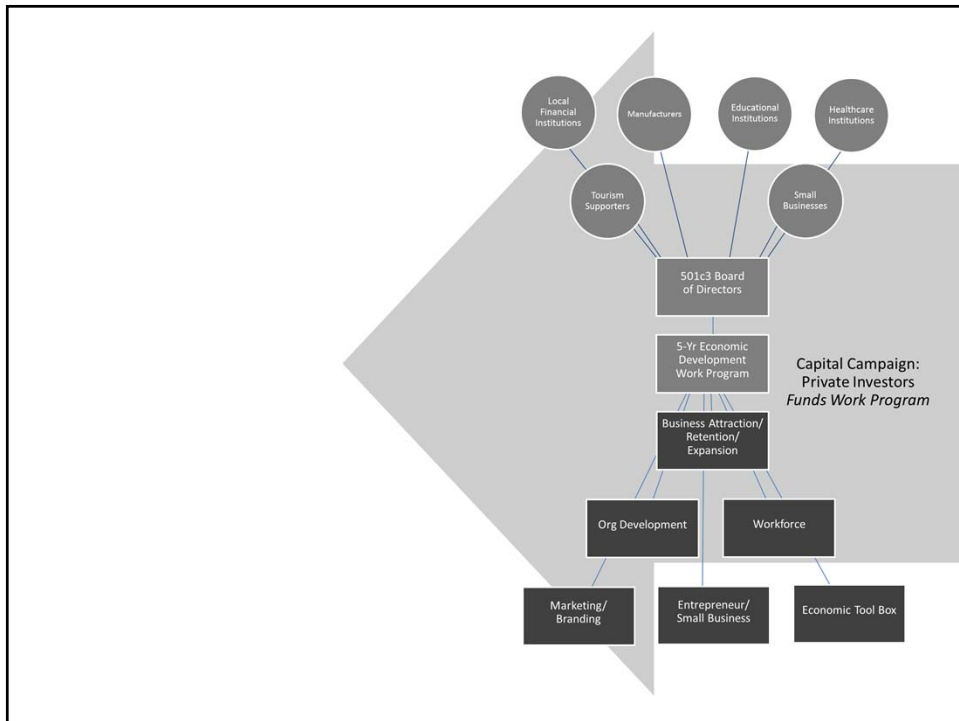 Local
Financial
Institutions
Manufacturers
Educational
Institutions
Healthcare
Institutions
Tourism
Supporters
Small
Businesses
501c3 Board
of Directors
5-Yr Economic
Development
Work Program
Capital Campaign:
Private Investors
Funds Work Program
Business Attraction/
Retention/
Expansion
Org Development
Workforce
Marketing/
Branding
Entrepreneur/
Small Business
Economic Tool Box